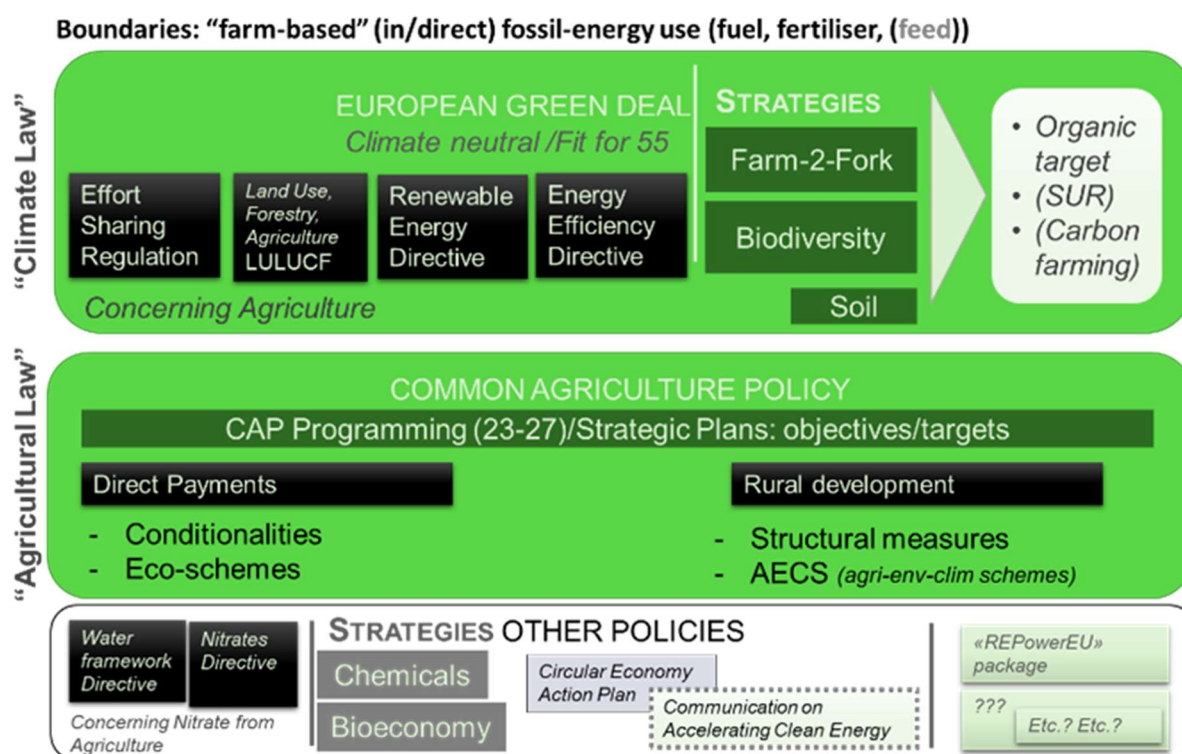 Boundaries: “farm-based” (in/direct) fossil-energy use (fuel, fertiliser, (feed))
“Climate Law”
EUROPEAN GREEN DEAL
Climate neutral /Fit for 55
Effort
Sharing
Regulation
Land Use,
Forestry,
Agriculture
LULUCF
Renewable
Energy
Directive
Energy
Efficiency
Directive
Concerning Agriculture
STRATEGIES
Farm-2-Fork
Biodiversity
Soil
• Organic
target
• (SUR)
• (Carbon
farming)
“Agricultural Law”
COMMON AGRICULTURE POLICY
CAP Programming (23-27)/Strategic Plans: objectives/targets
Direct Payments
- Conditionalities
- Eco-schemes
Rural development
- Structural measures
- AECS (agri-env-clim schemes)
Water
framework
Directive
Nitrates
Directive
Concerning Nitrate from
Agriculture
STRATEGIES OTHER POLICIES
Chemicals
Bioeconomy
Circular Economy
Action Plan
Communication on
Accelerating Clean Energy
«REPowerEU»
package
???
Etc.? Etc.?